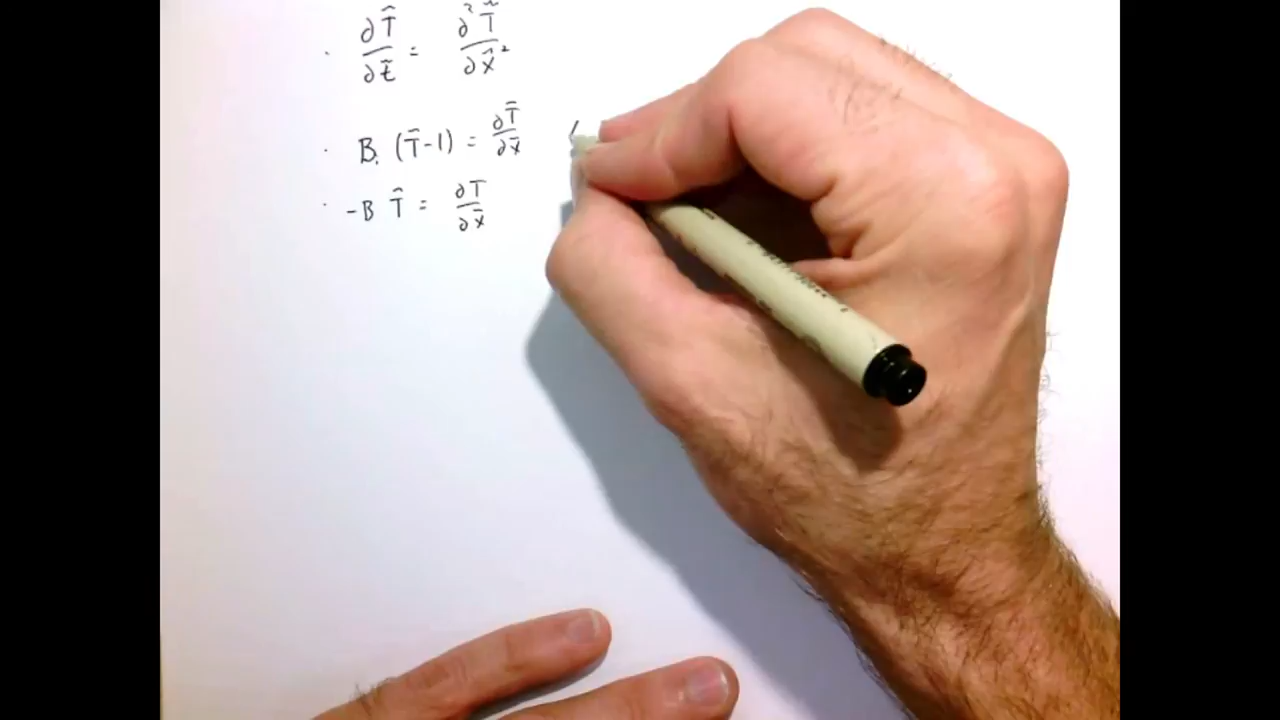 · ∂T̂/∂t̄ = ∂²T̂/∂x̂²
· B. (T̄-1) = ∂T̄/∂x̄ (
· -B T̂ = ∂T/∂x̄